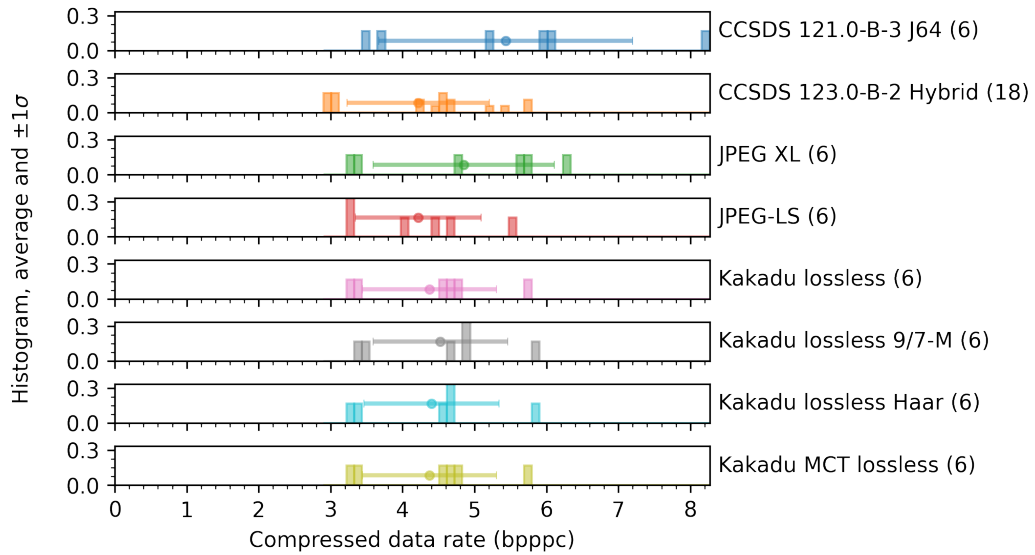 Histogram, average and ±1σ
0.3
0.0
CCSDS 121.0-B-3 J64 (6)
0.3
0.0
CCSDS 123.0-B-2 Hybrid (18)
0.3
0.0
JPEG XL (6)
0.3
0.0
JPEG-LS (6)
0.3
0.0
Kakadu lossless (6)
0.3
0.0
Kakadu lossless 9/7-M (6)
0.3
0.0
Kakadu lossless Haar (6)
0.3
0.0
Kakadu MCT lossless (6)
0 1 2 3 4 5 6 7 8
Compressed data rate (bpppc)